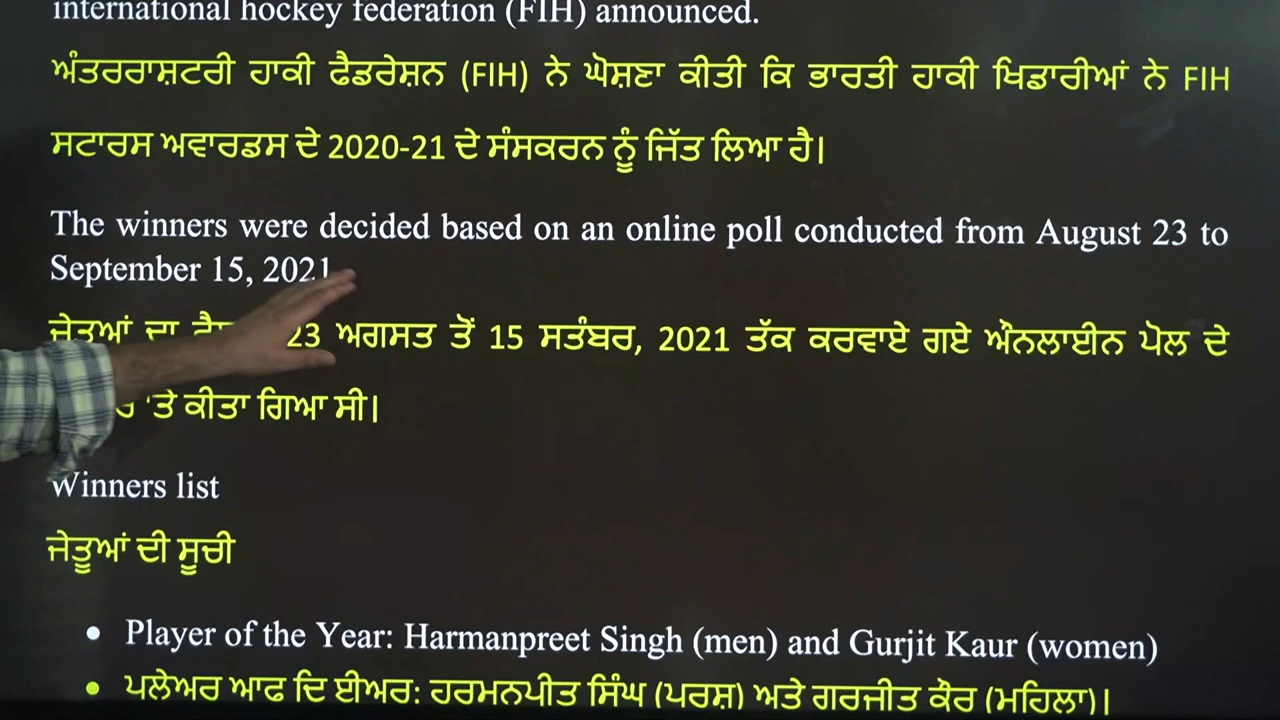 international hockey federation (FIH) announced.
ਅੰਤਰਰਾਸ਼ਟਰੀ ਹਾਕੀ ਫੈਡਰੇਸ਼ਨ (FIH) ਨੇ ਘੋਸ਼ਣਾ ਕੀਤੀ ਕਿ ਭਾਰਤੀ ਹਾਕੀ ਖਿਡਾਰੀਆਂ ਨੇ FIH
ਸਟਾਰਸ ਅਵਾਰਡਸ ਦੇ 2020-21 ਦੇ ਸੰਸਕਰਨ ਨੂੰ ਜਿੱਤ ਲਿਆ ਹੈ।
The winners were decided based on an online poll conducted from August 23 to
September 15, 2021
ਜੇਤੂਆਂ ਦਾ 23 ਅਗਸਤ ਤੋਂ 15 ਸਤੰਬਰ, 2021 ਤੱਕ ਕਰਵਾਏ ਗਏ ਔਨਲਾਈਨ ਪੋਲ ਦੇ
'ਤੇ ਕੀਤਾ ਗਿਆ ਸੀ।
Winners list
ਜੇਤੂਆਂ ਦੀ ਸੂਚੀ
• Player of the Year: Harmanpreet Singh (men) and Gurjit Kaur (women)
• ਪਲੇਅਰ ਆਫ ਦਿ ਈਅਰ: ਹਰਮਨਪੀਤ ਸਿੰਘ (ਪਰਸ਼) ਅਤੇ ਗਰਜੀਤ ਕੌਰ (ਮਹਿਲਾ)।